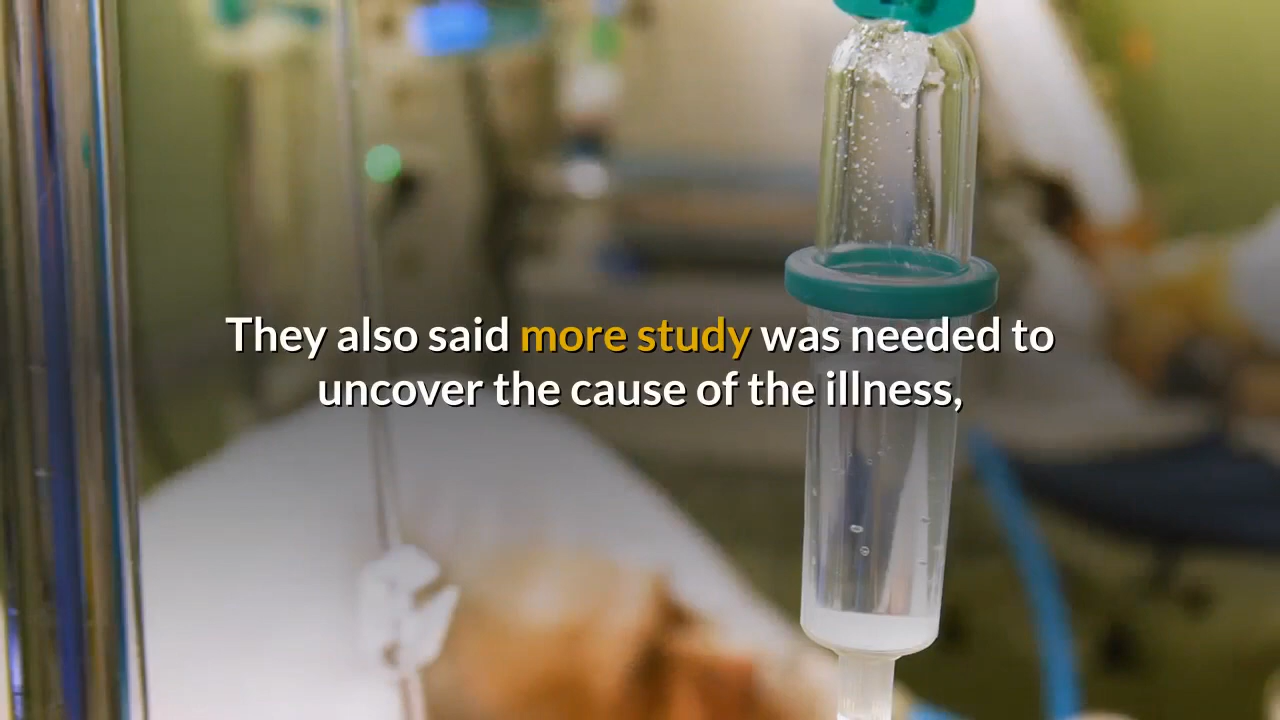 They also said more study was needed to
uncover the cause of the illness,